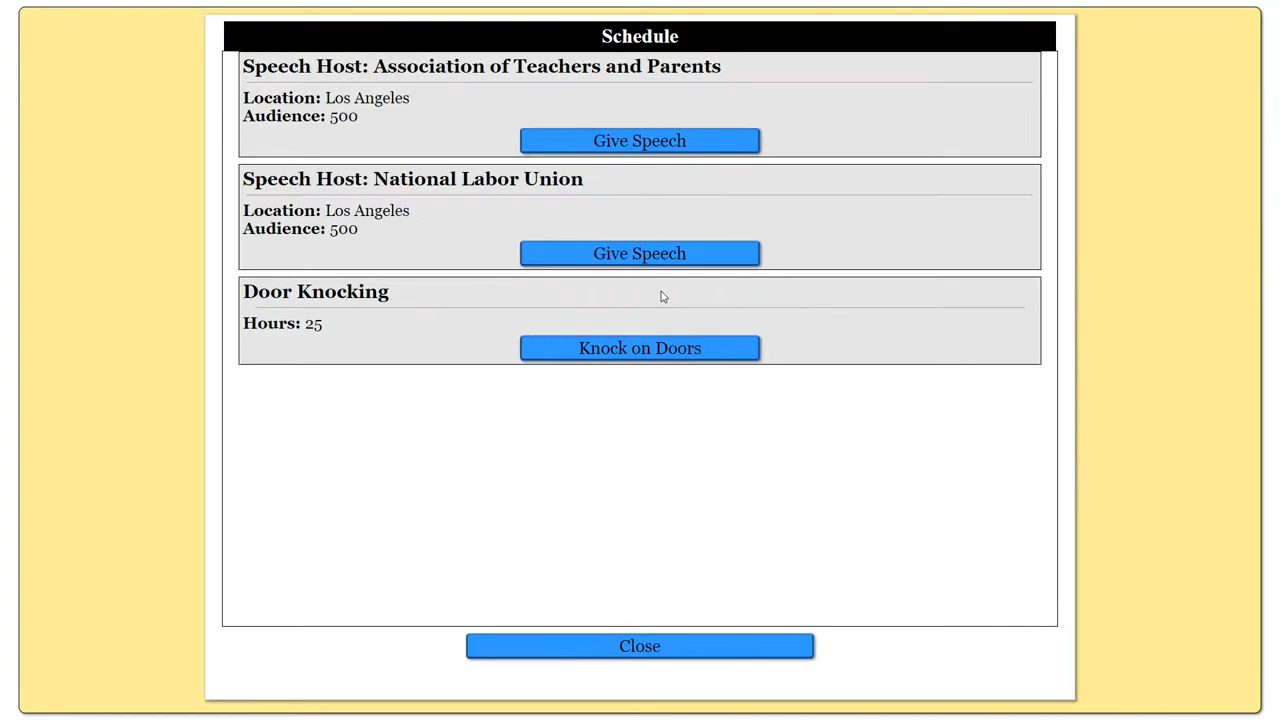 Schedule
Speech Host: Association of Teachers and Parents
Location: Los Angeles
Audience: 500
Give Speech
Speech Host: National Labor Union
Location: Los Angeles
Audience: 500
Give Speech
Door Knocking
Hours: 25
Knock on Doors
Close